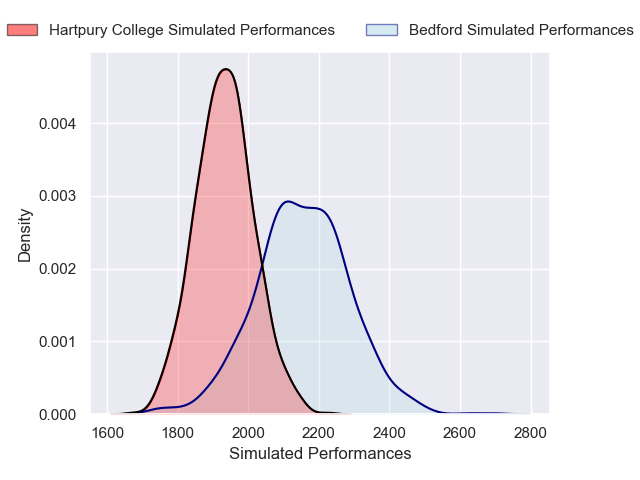 Hartpury College Simulated Performances
Bedford Simulated Performances
Density
0.004
0.003
0.002
0.001
0.000
1600 1800 2000 2200 2400 2600 2800
Simulated Performances